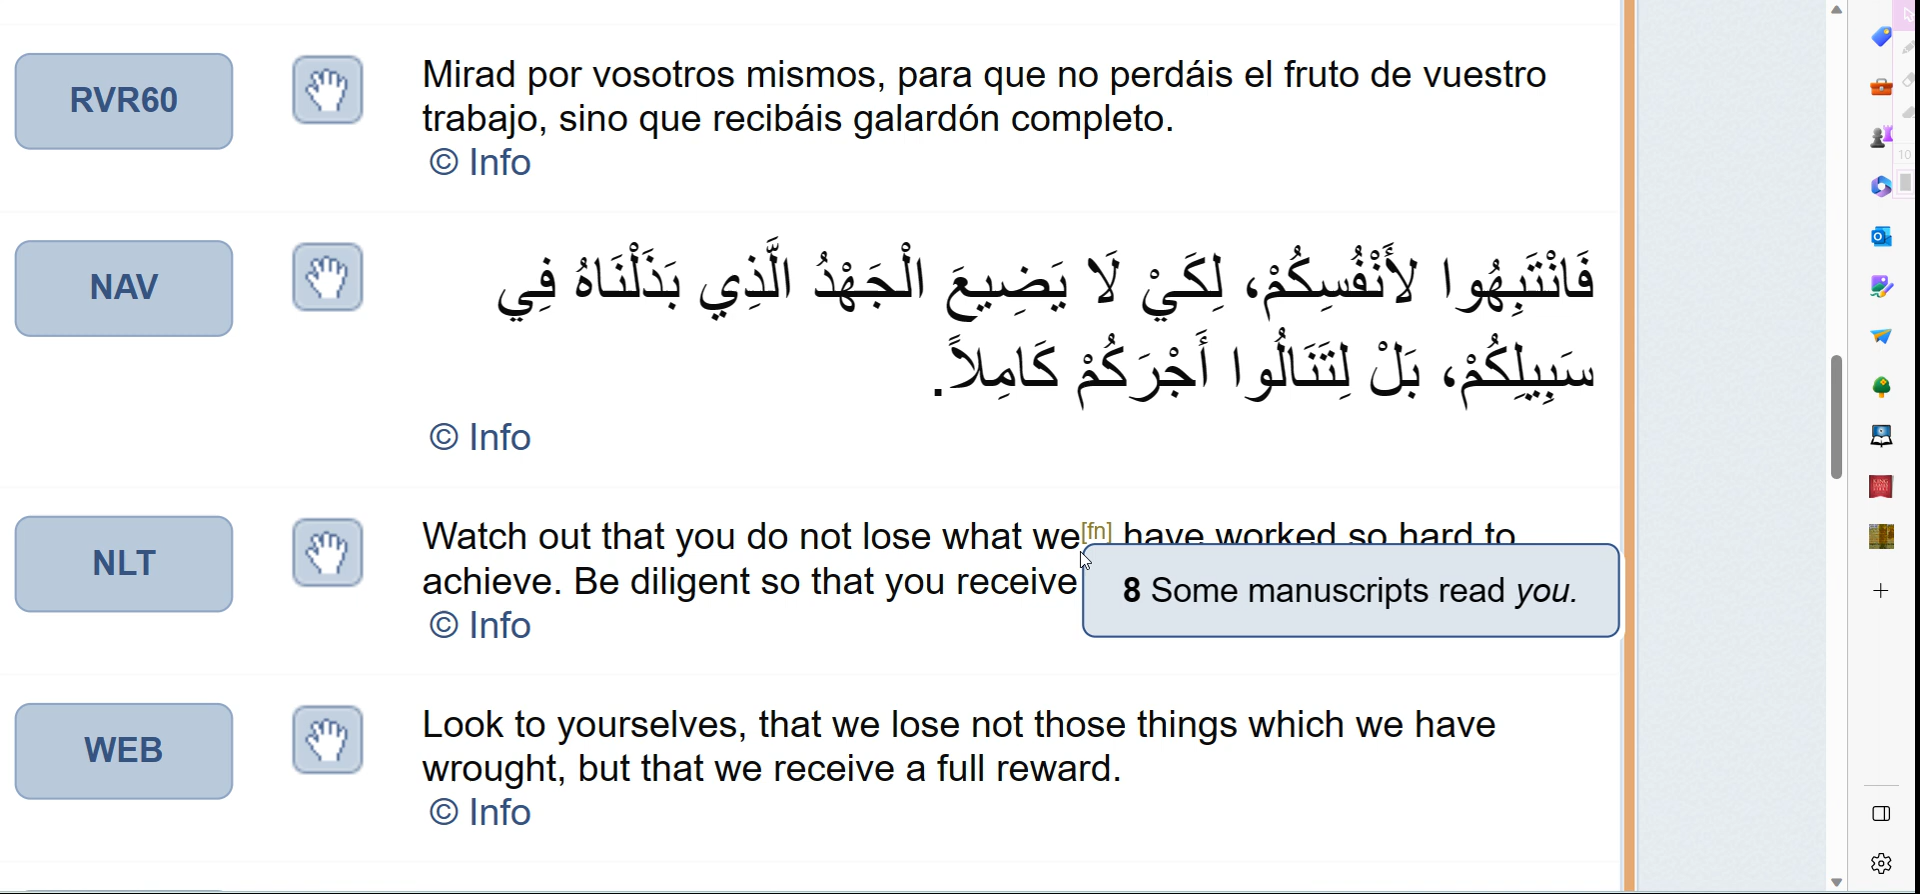 RVR60
Mirad por vosotros mismos, para que no perdáis el fruto de vuestro
trabajo, sino que recibáis galardón completo.
© Info
NAV
فَانْتَبِهُوا لأَنْفُسِكُمْ، لِكَيْ لَا يَضِيعَ الْجَهْدُ الَّذِي بَذَلْنَاهُ فِي
سَبِيلِكُمْ، بَلْ لِتَنَالُوا أَجْرَكُمْ كَامِلاً.
© Info
NLT
Watch out that you do not lose what we[fn] have worked so hard to
achieve. Be diligent so that you receive
8 Some manuscripts read you.
© Info
WEB
Look to yourselves, that we lose not those things which we have
wrought, but that we receive a full reward.
© Info
10